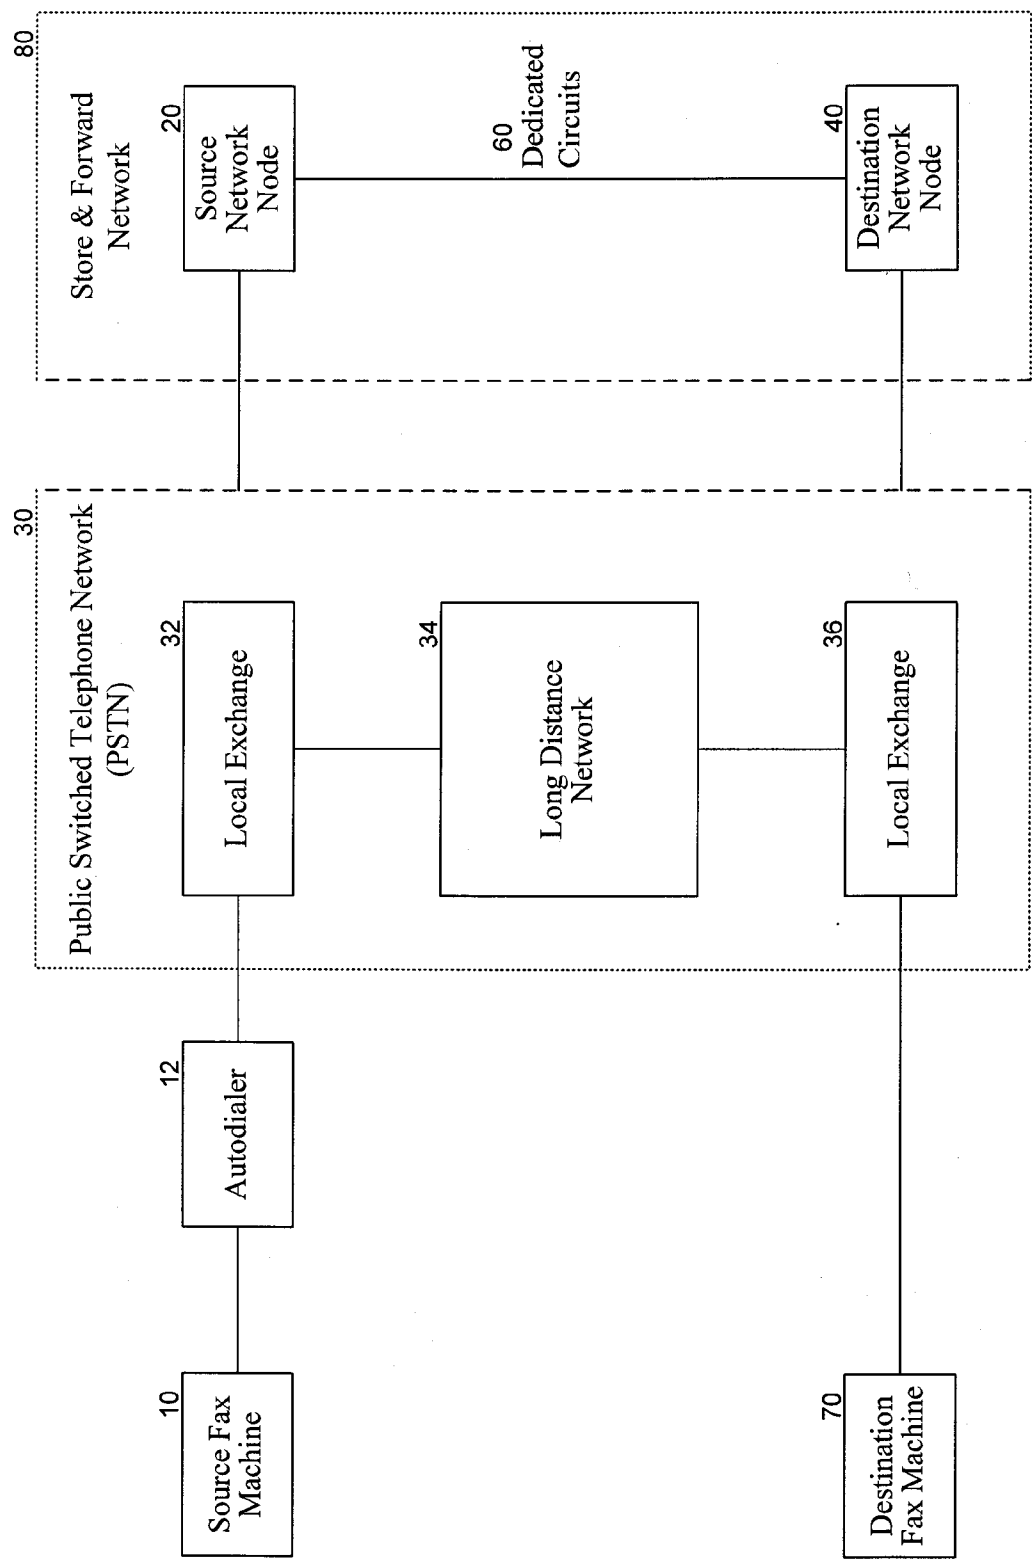 10
Source Fax
Machine
12
Autodialer
30
Public Switched Telephone Network
(PSTN)
32
Local Exchange
34
Long Distance
Network
36
Local Exchange
80
Store & Forward
Network
20
Source
Network
Node
60
Dedicated
Circuits
40
Destination
Network
Node
70
Destination
Fax Machine